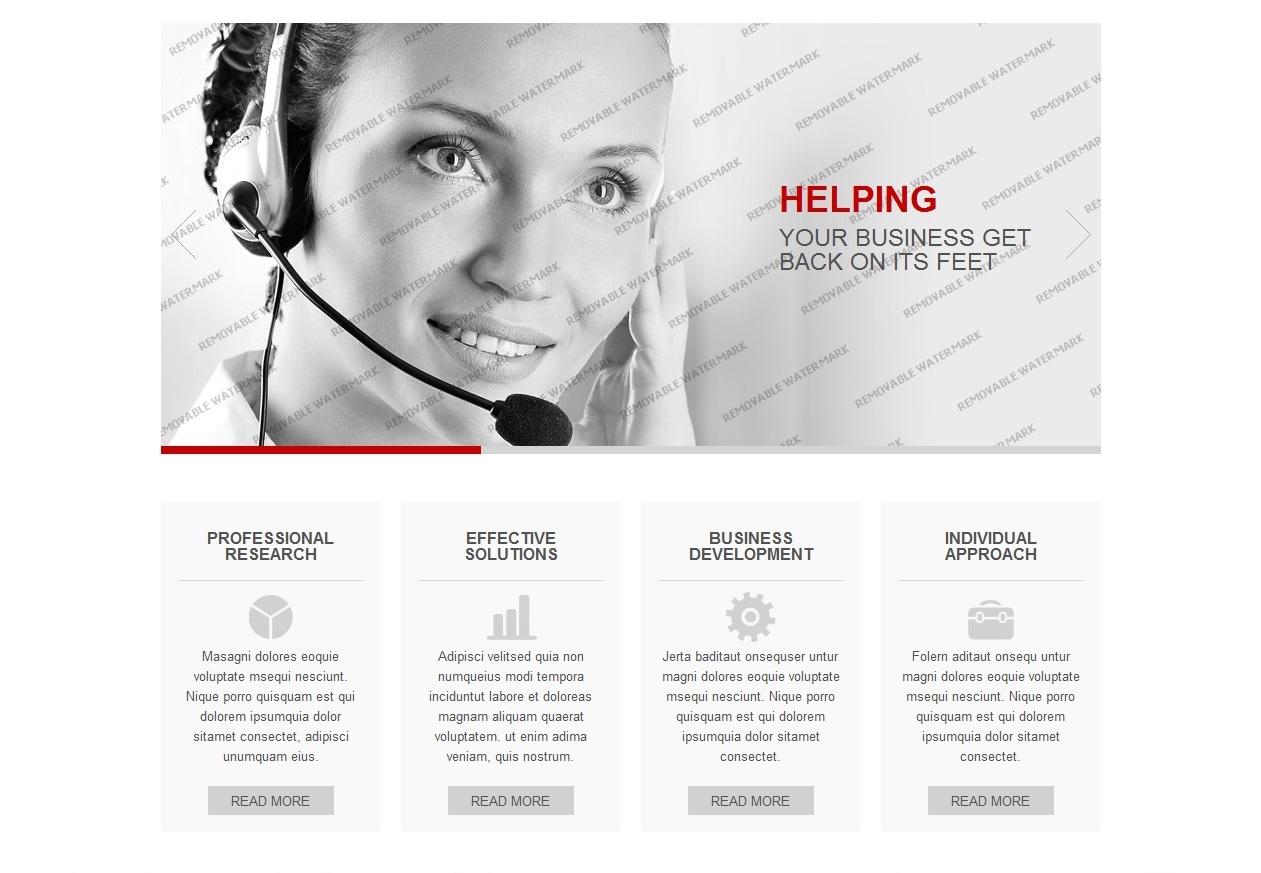 REMOVABLE WATERMARK
HELPING
YOUR BUSINESS GET
BACK ON ITS FEET
PROFESSIONAL
RESEARCH
Masagni dolores eoquie
voluptate msequi nesciunt.
Nique porro quisquam est qui
dolorem ipsumquia dolor
sitamet consectet, adipisci
unumquam eius.
READ MORE
EFFECTIVE
SOLUTIONS
Adipisci velitsed quia non
numqueius modi tempora
inciduntut labore et doloreas
magnam aliquam quaerat
voluptatem. ut enim adima
veniam, quis nostrum.
READ MORE
BUSINESS
DEVELOPMENT
Jerta baditaut onsequser untur
magni dolores eoquie voluptate
msequi nesciunt. Nique porro
quisquam est qui dolorem
ipsumquia dolor sitamet
consectet.
READ MORE
INDIVIDUAL
APPROACH
Folern aditaut onsequ untur
magni dolores eoquie voluptate
msequi nesciunt. Nique porro
quisquam est qui dolorem
ipsumquia dolor sitamet
consectet.
READ MORE